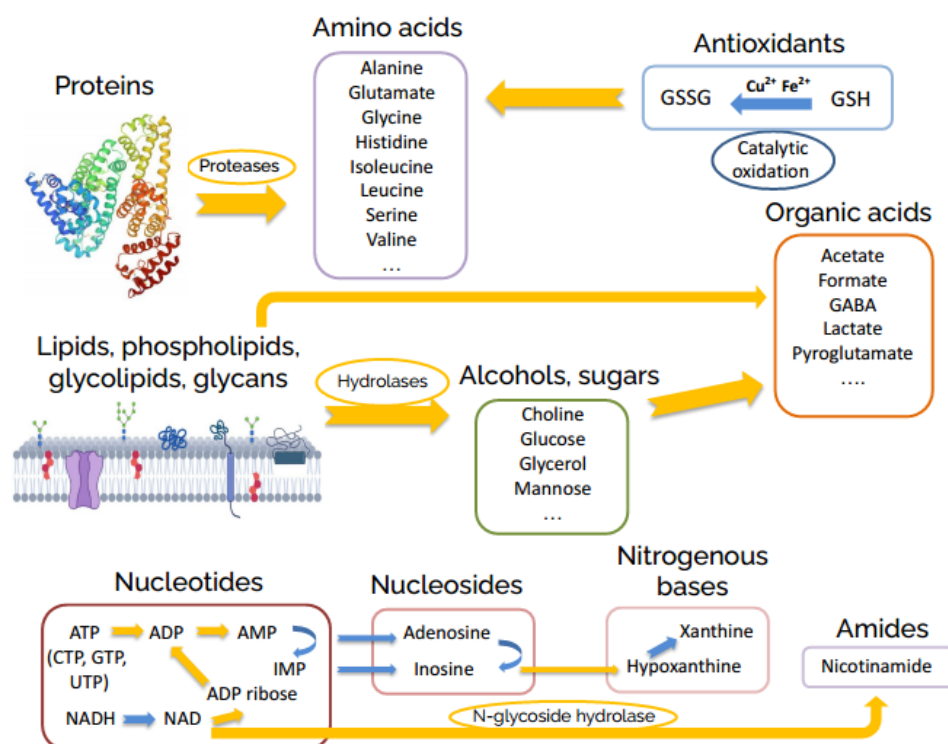 Amino acids
Antioxidants
Proteins
Alanine
Glutamate
Glycine
Histidine
Isoleucine
Leucine
Serine
Valine
...
GSSG
Cu²⁺ Fe²⁺
GSH
Catalytic
oxidation
Proteases
Organic acids
Acetate
Formate
GABA
Lactate
Pyroglutamate
....
Lipids, phospholipids,
glycolipids, glycans
Hydrolases
Alcohols, sugars
Choline
Glucose
Glycerol
Mannose
...
Nucleotides
Nucleosides
Nitrogenous
bases
Amides
ATP
ADP
AMP
(CTP, GTP,
UTP)
IMP
ADP ribose
NADH
NAD
Adenosine
Inosine
Xanthine
Hypoxanthine
Nicotinamide
N-glycoside hydrolase